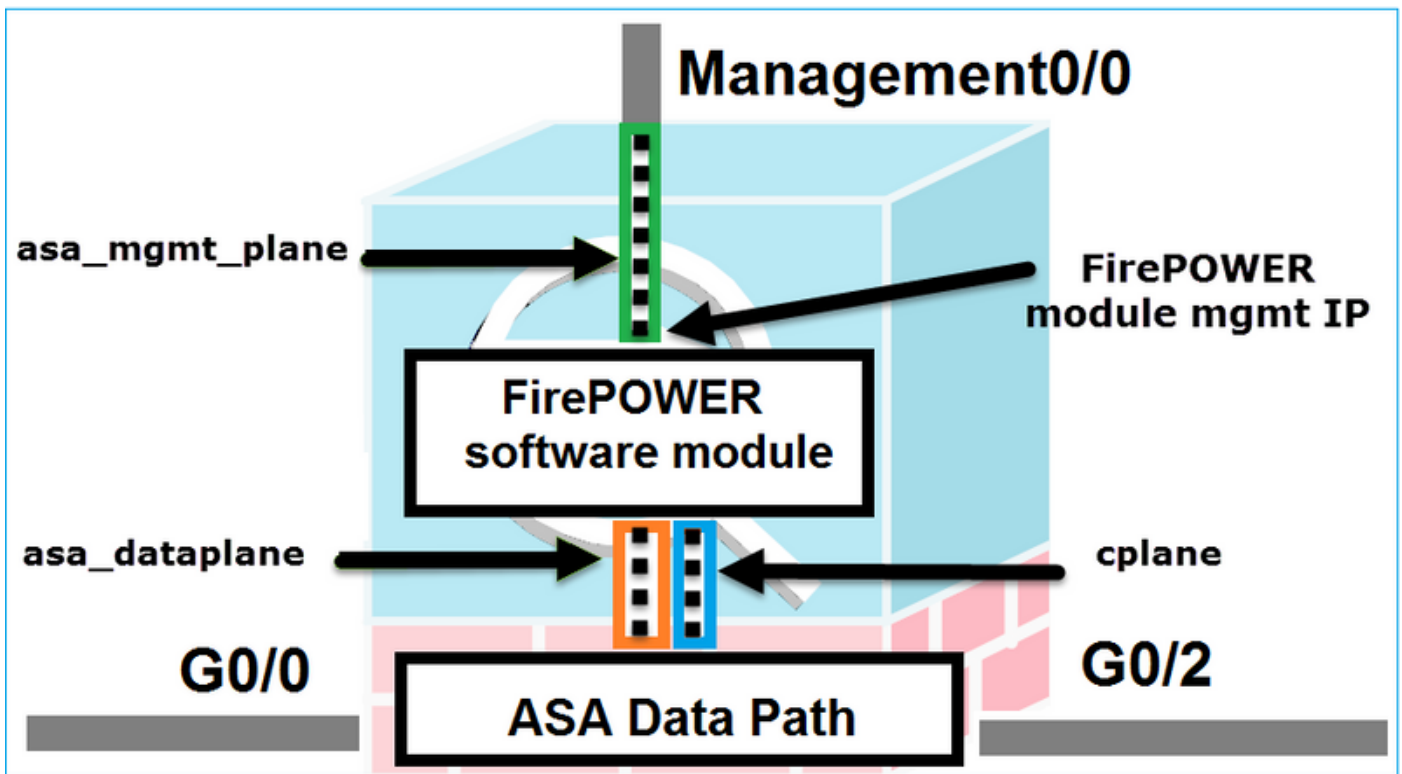 Management0/0
asa_mgmt_plane
FirePOWER
module mgmt IP
FirePOWER
software module
asa_dataplane
cplane
G0/0
G0/2
ASA Data Path